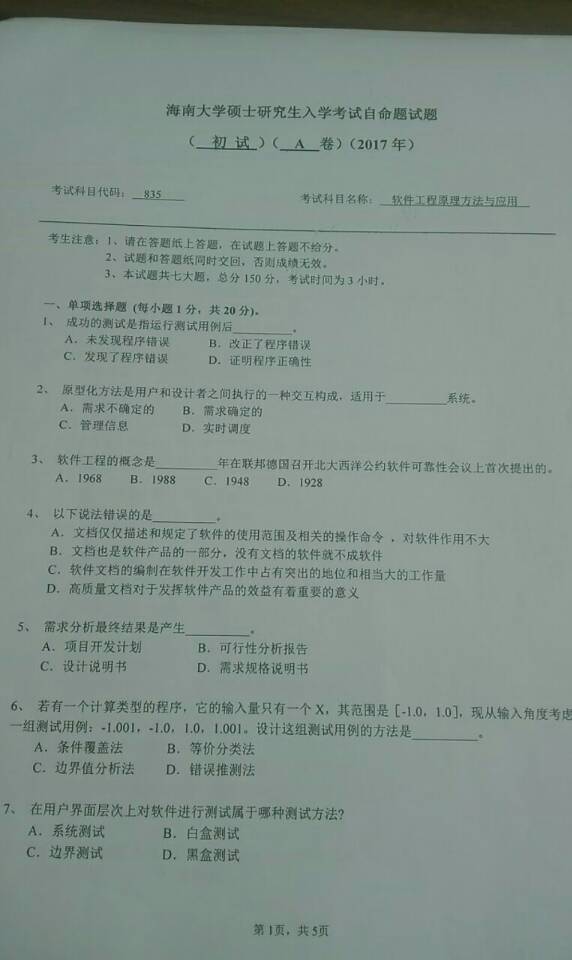 海南大学硕士研究生入学考试自命题试题
（ 初 试 ）（ A 卷）（2017 年）
考试科目代码： 835 考试科目名称： 软件工程原理方法与应用
考生注意：1、请在答题纸上答题，在试题上答题不给分。
2、试题和答题纸同时交回，否则成绩无效。
3、本试题共七大题，总分 150 分，考试时间为 3 小时。
一、单项选择题（每小题 1 分，共 20 分)。
1、 成功的测试是指运行测试用例后________。
A．未发现程序错误 B．改正了程序错误
C．发现了程序错误 D．证明程序正确性
2、 原型化方法是用户和设计者之间执行的一种交互构成，适用于________系统。
A．需求不确定的 B．需求确定的
C．管理信息 D．实时调度
3、 软件工程的概念是________年在联邦德国召开北大西洋公约软件可靠性会议上首次提出的。
A．1968 B．1988 C．1948 D．1928
4、 以下说法错误的是________。
A．文档仅仅描述和规定了软件的使用范围及相关的操作命令 ，对软件作用不大
B．文档也是软件产品的一部分，没有文档的软件就不成软件
C．软件文档的编制在软件开发工作中占有突出的地位和相当大的工作量
D．高质量文档对于发挥软件产品的效益有着重要的意义
5、 需求分析最终结果是产生________。
A．项目开发计划 B．可行性分析报告
C．设计说明书 D．需求规格说明书
6、 若有一个计算类型的程序，它的输入量只有一个 X，其范围是［-1.0，1.0］，现从输入角度考虑
一组测试用例：-1.001，-1.0，1.0，1.001。设计这组测试用例的方法是________。
A．条件覆盖法 B．等价分类法
C．边界值分析法 D．错误推测法
7、 在用户界面层次上对软件进行测试属于哪种测试方法?
A．系统测试 B．白盒测试
C．边界测试 D．黑盒测试
第 1页，共 5页